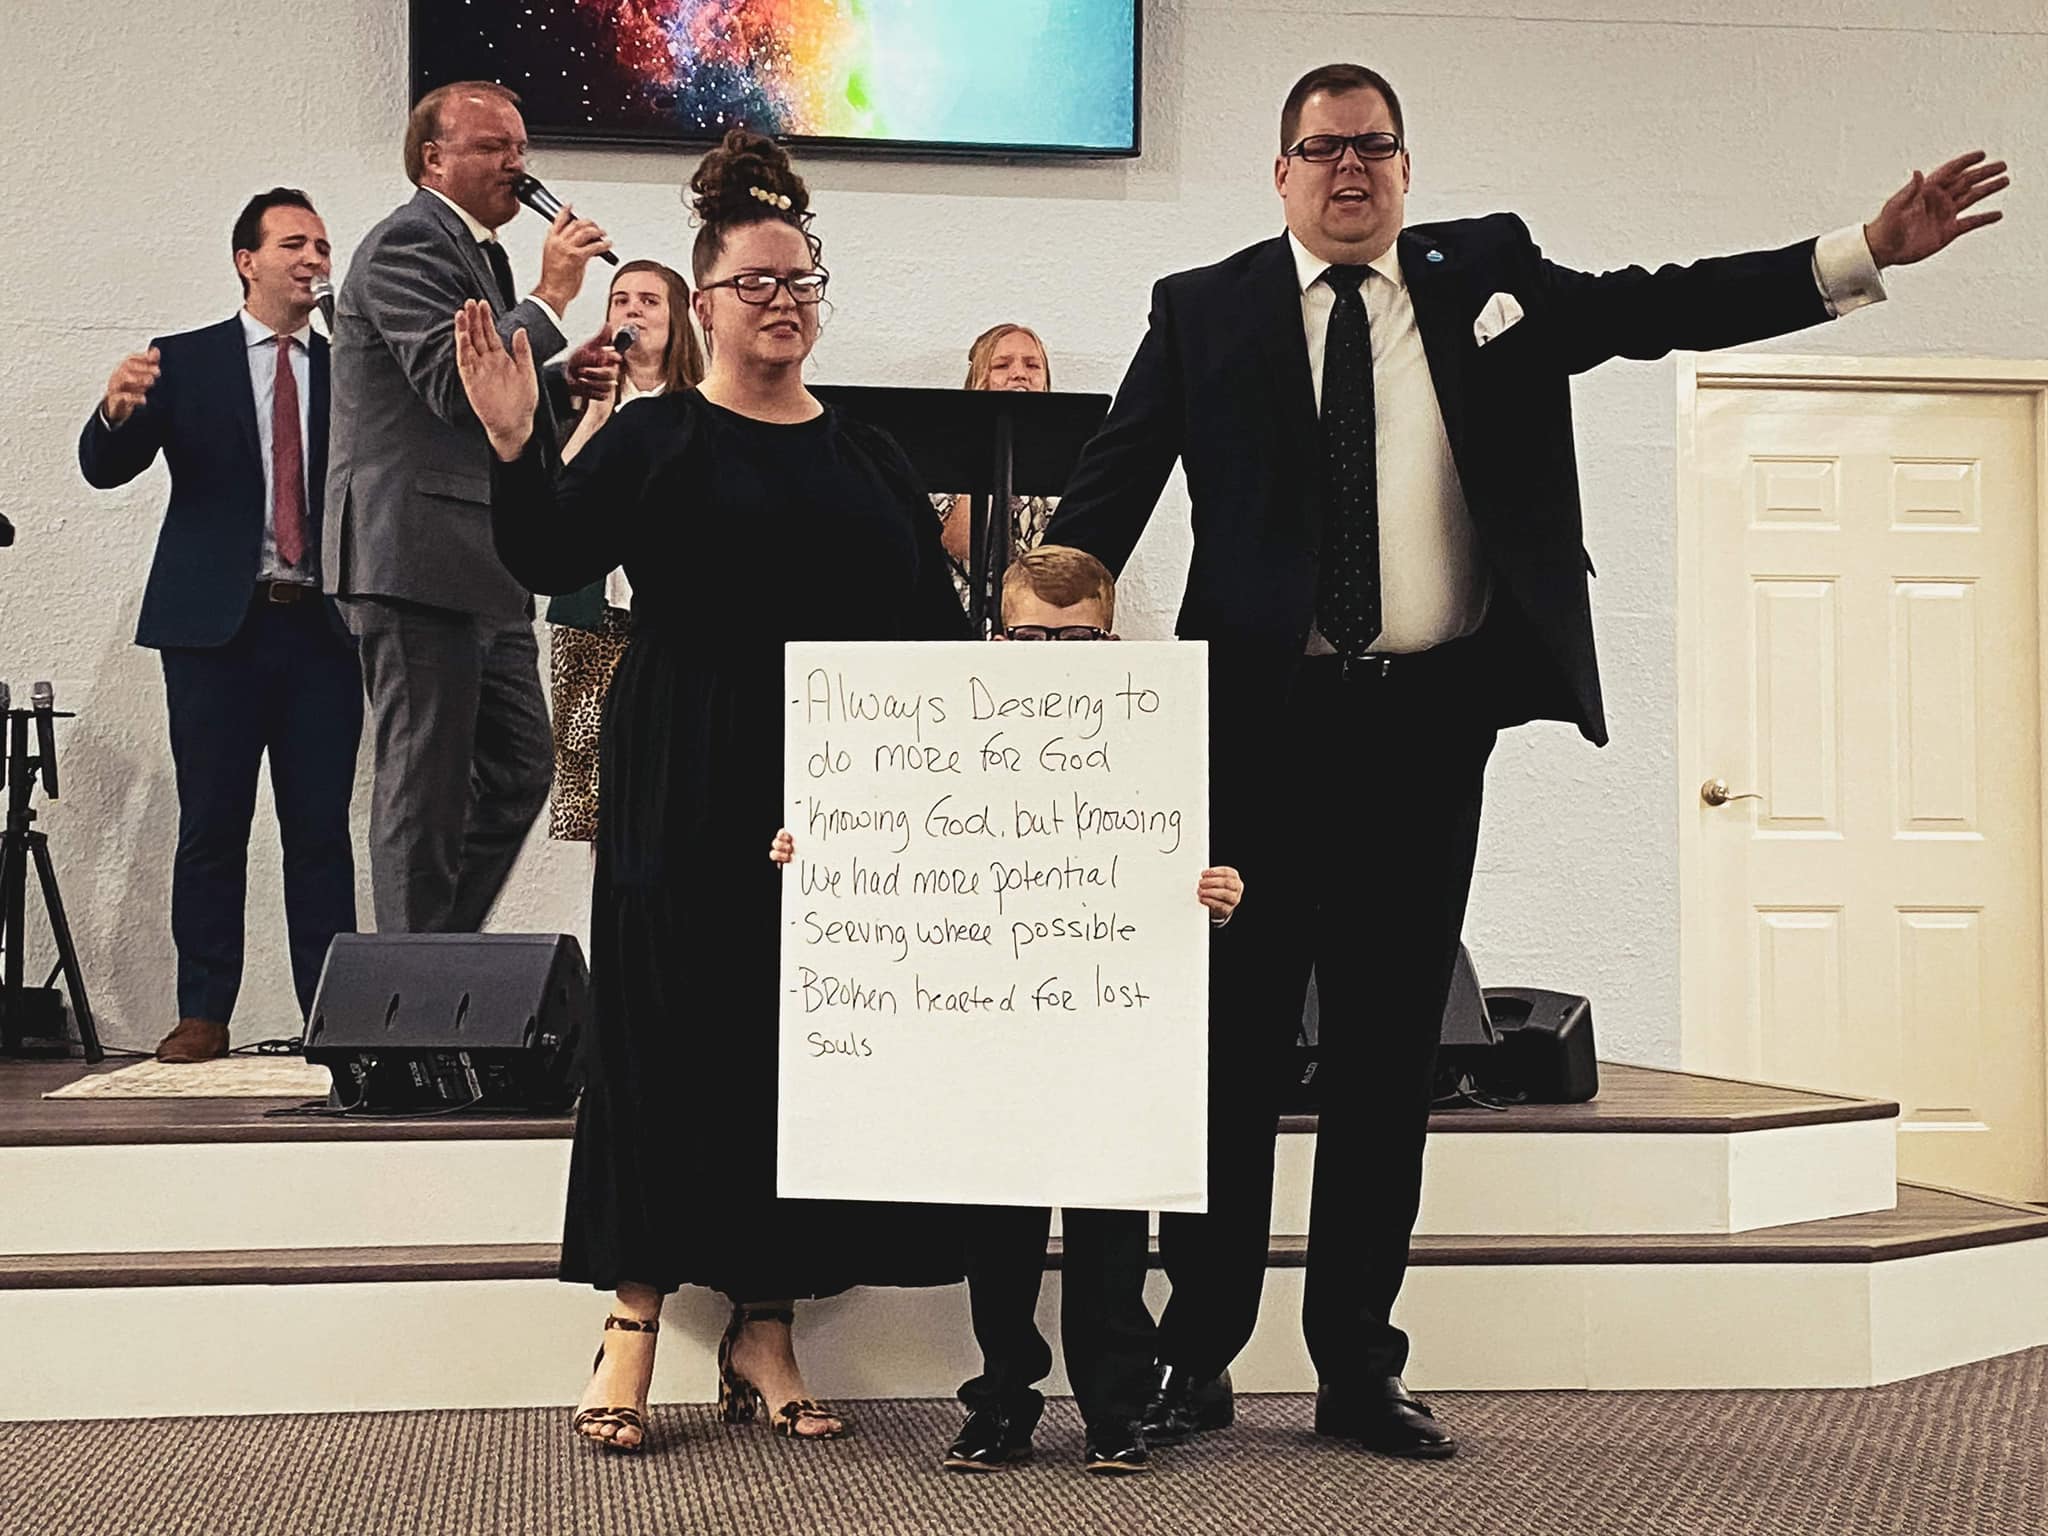 - Always Desiring to
do more for God
- Knowing God, but knowing
we had more potential
- Serving where possible
- Broken hearted for lost
souls